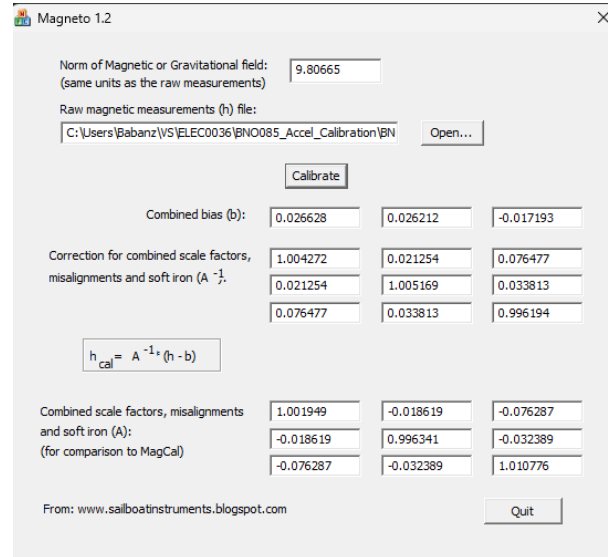 Magneto 1.2
Norm of Magnetic or Gravitational field: 9.80665
(same units as the raw measurements)
Raw magnetic measurements (h) file:
C:\Users\Babanz\VS\ELEC0036\BNO085_Accel_Calibration\BN Open...
Calibrate
Combined bias (b): 0.026628 0.026212 -0.017193
Correction for combined scale factors, 1.004272 0.021254 0.076477
misalignments and soft iron (A -1,. 0.021254 1.005169 0.033813
0.076477 0.033813 0.996194
h cal = A -1 * (h - b)
Combined scale factors, misalignments 1.001949 -0.018619 -0.076287
and soft iron (A): -0.018619 0.996341 -0.032389
(for comparison to MagCal) -0.076287 -0.032389 1.010776
From: www.sailboatinstruments.blogspot.com Quit